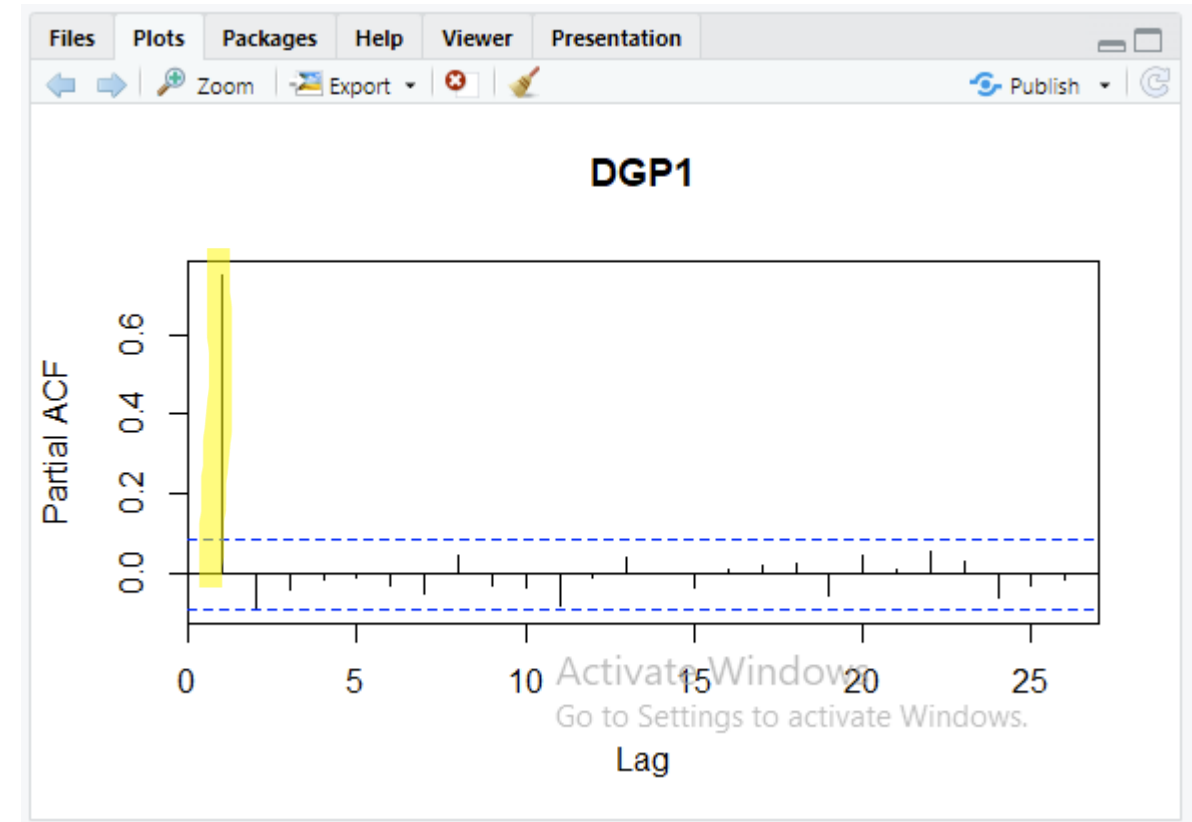 Files Plots Packages Help Viewer Presentation
Zoom Export Publish
DGP1
Partial ACF
0.6
0.4
0.2
0.0
0 5 10 15 20 25
Activate Windows
Go to Settings to activate Windows.
Lag